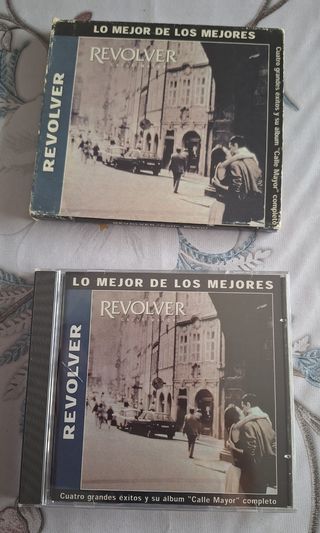 LO MEJOR DE LOS MEJORES
REVOLVER
REVOLVER
Cuatro grandes éxitos y su album "Calle Mayor" completo
LO MEJOR DE LOS MEJORES
REVOLVER
REVOLVER
Cuatro grandes éxitos y su album "Calle Mayor" completo